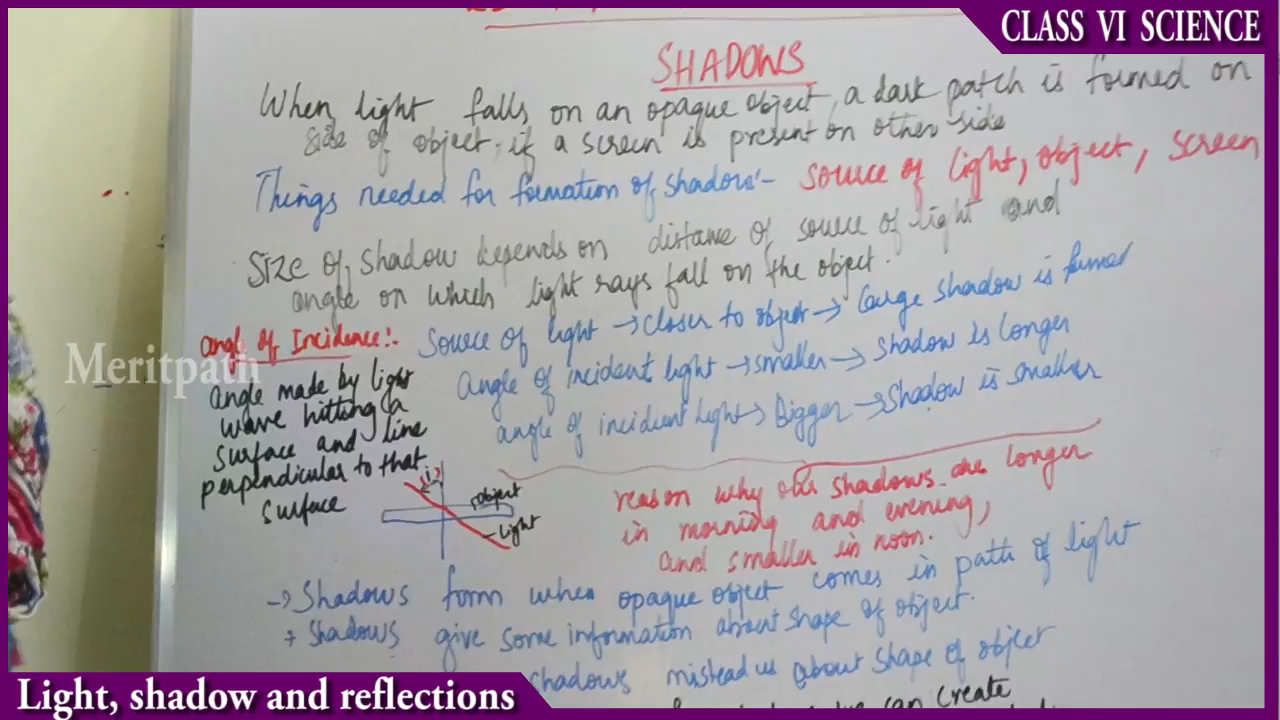 CLASS VI SCIENCE
SHADOWS
When light falls on an opaque object, a dark patch is formed on
side of object, if a screen is present on other side
Things needed for formation of shadow:- source of light, object, screen
Size of shadow depends on distance of source of light and
angle on which light rays fall on the object.
Angle of Incidence:-
Source of light → closer to object → Large shadow is formed
angle of incident light → smaller → shadow is longer
angle of incident light → Bigger → shadow is smaller
Meritpath
angle made by light
wave hitting a
surface and line
perpendicular to that
surface
i
object
Light
reason why our shadows are longer
in morning and evening,
and smaller in noon.
→ Shadows form when opaque object comes in path of light
→ Shadows give some information about shape of object.
shadows mislead us about shape of object
can create
Light, shadow and reflections